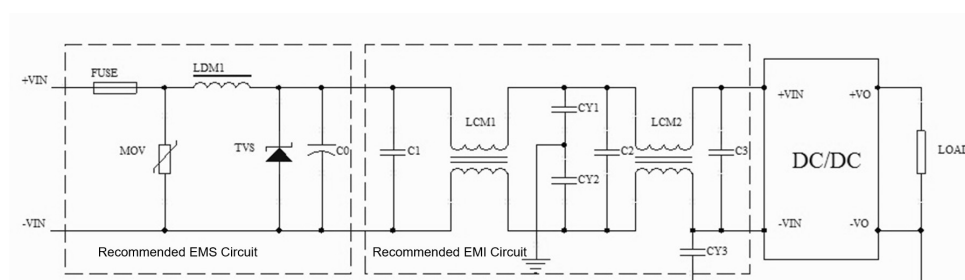 FUSE
LDM1
+VIN
MOV
TVS
C0
C1
LCM1
CY1
CY2
C2
LCM2
C3
+VIN
+VO
DC/DC
LOAD
-VIN
-VIN
-VO
Recommended EMS Circuit
Recommended EMI Circuit
CY3